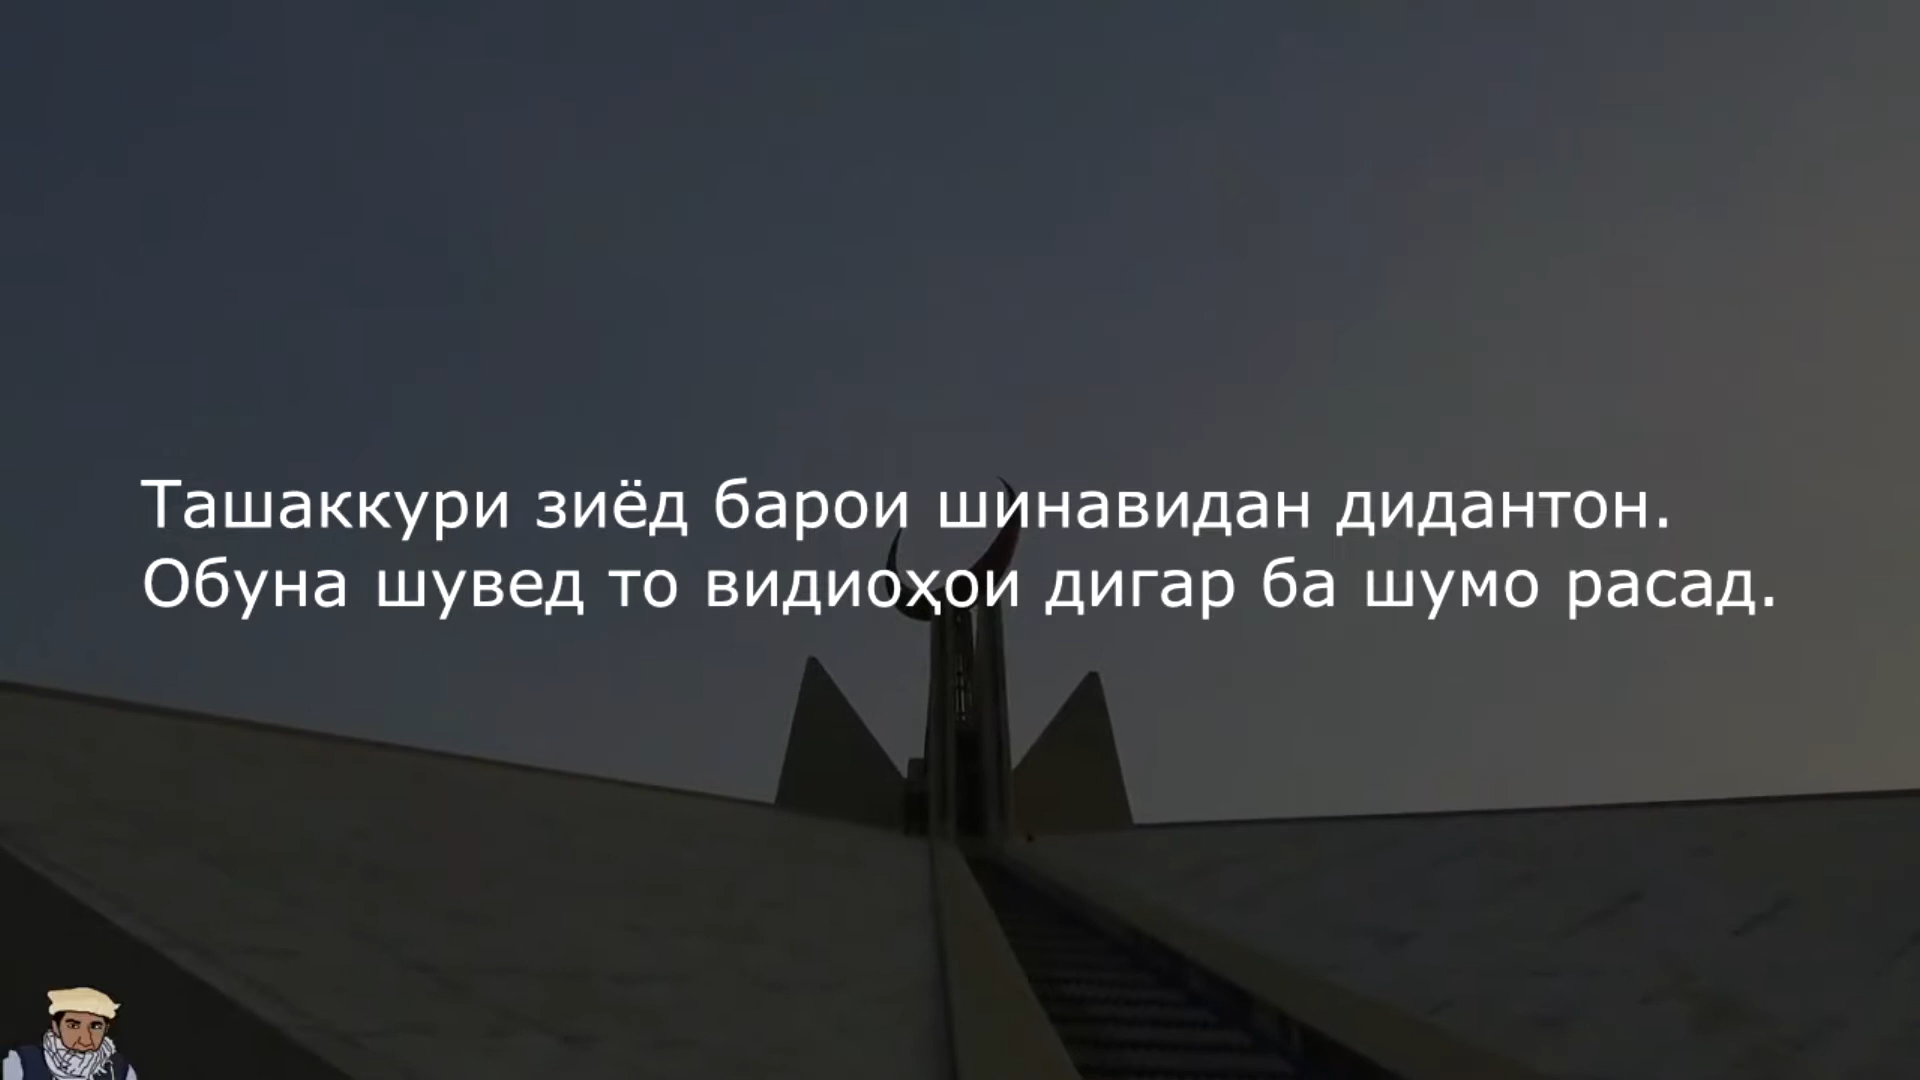 Ташаккури зиёд барои шинавидан дидантон.
Обуна шувед то видиоҳои дигар ба шумо расад.